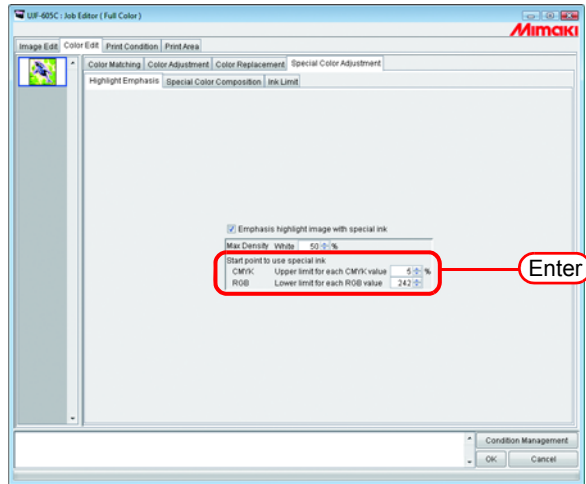 UJF-605C : Job Editor ( Full Color )
Mimaki
Image Edit Color Edit Print Condition Print Area
Color Matching Color Adjustment Color Replacement Special Color Adjustment
Highlight Emphasis Special Color Composition Ink Limit
Emphasis highlight image with special ink
Max Density White 50 %
Start point to use special ink
CMYK Upper limit for each CMYK value 5 %
RGB Lower limit for each RGB value 242
Enter
Condition Management
OK Cancel